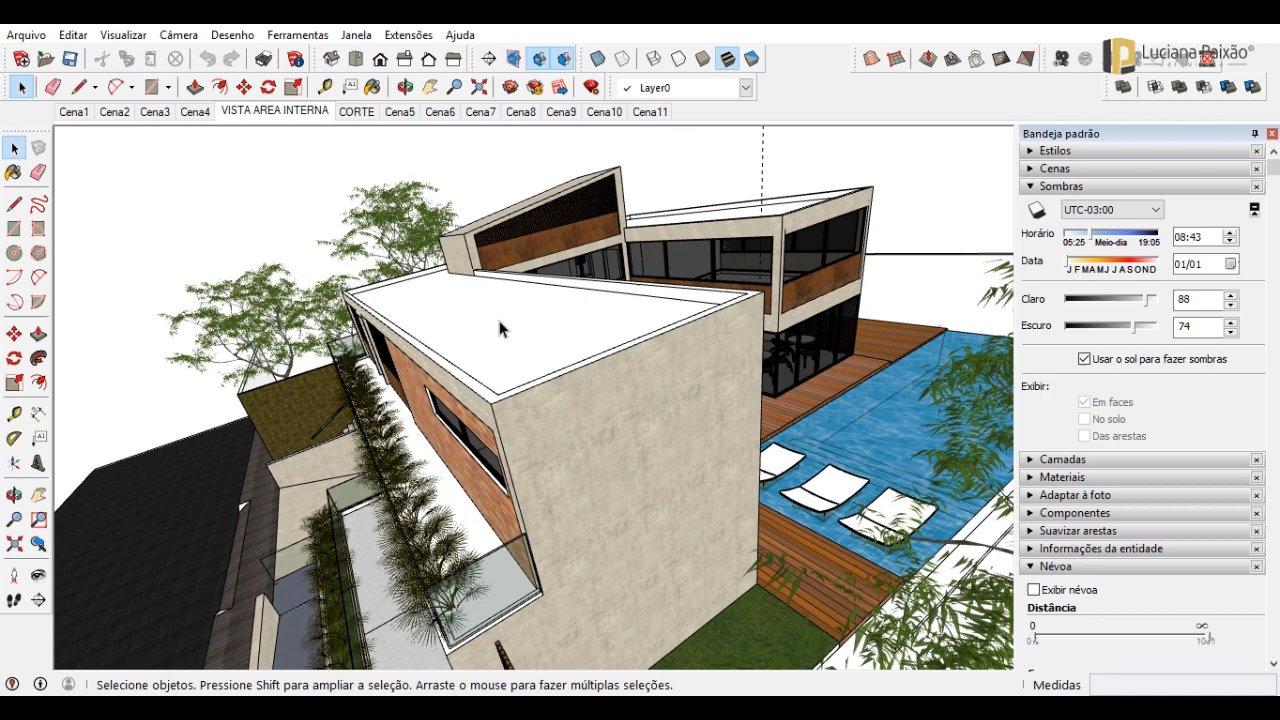 Luciana Paixão®
Arquivo Editar Visualizar Câmera Desenho Ferramentas Janela Extensões Ajuda
Layer0
Cena1 Cena2 Cena3 Cena4 VISTA AREA INTERNA CORTE Cena5 Cena6 Cena7 Cena8 Cena9 Cena10 Cena11
Bandeja padrão
Estilos
Cenas
Sombras
UTC-03:00
Horário 05:25 Meio-dia 19:05 08:43
Data J F M A M J J A S O N D 01/01
Claro 88
Escuro 74
Usar o sol para fazer sombras
Exibir:
Em faces
No solo
Das arestas
Camadas
Materiais
Adaptar à foto
Componentes
Suavizar arestas
Informações da entidade
Névoa
Exibir névoa
Distância
0 ∞
Selecione objetos. Pressione Shift para ampliar a seleção. Arraste o mouse para fazer múltiplas seleções.
Medidas